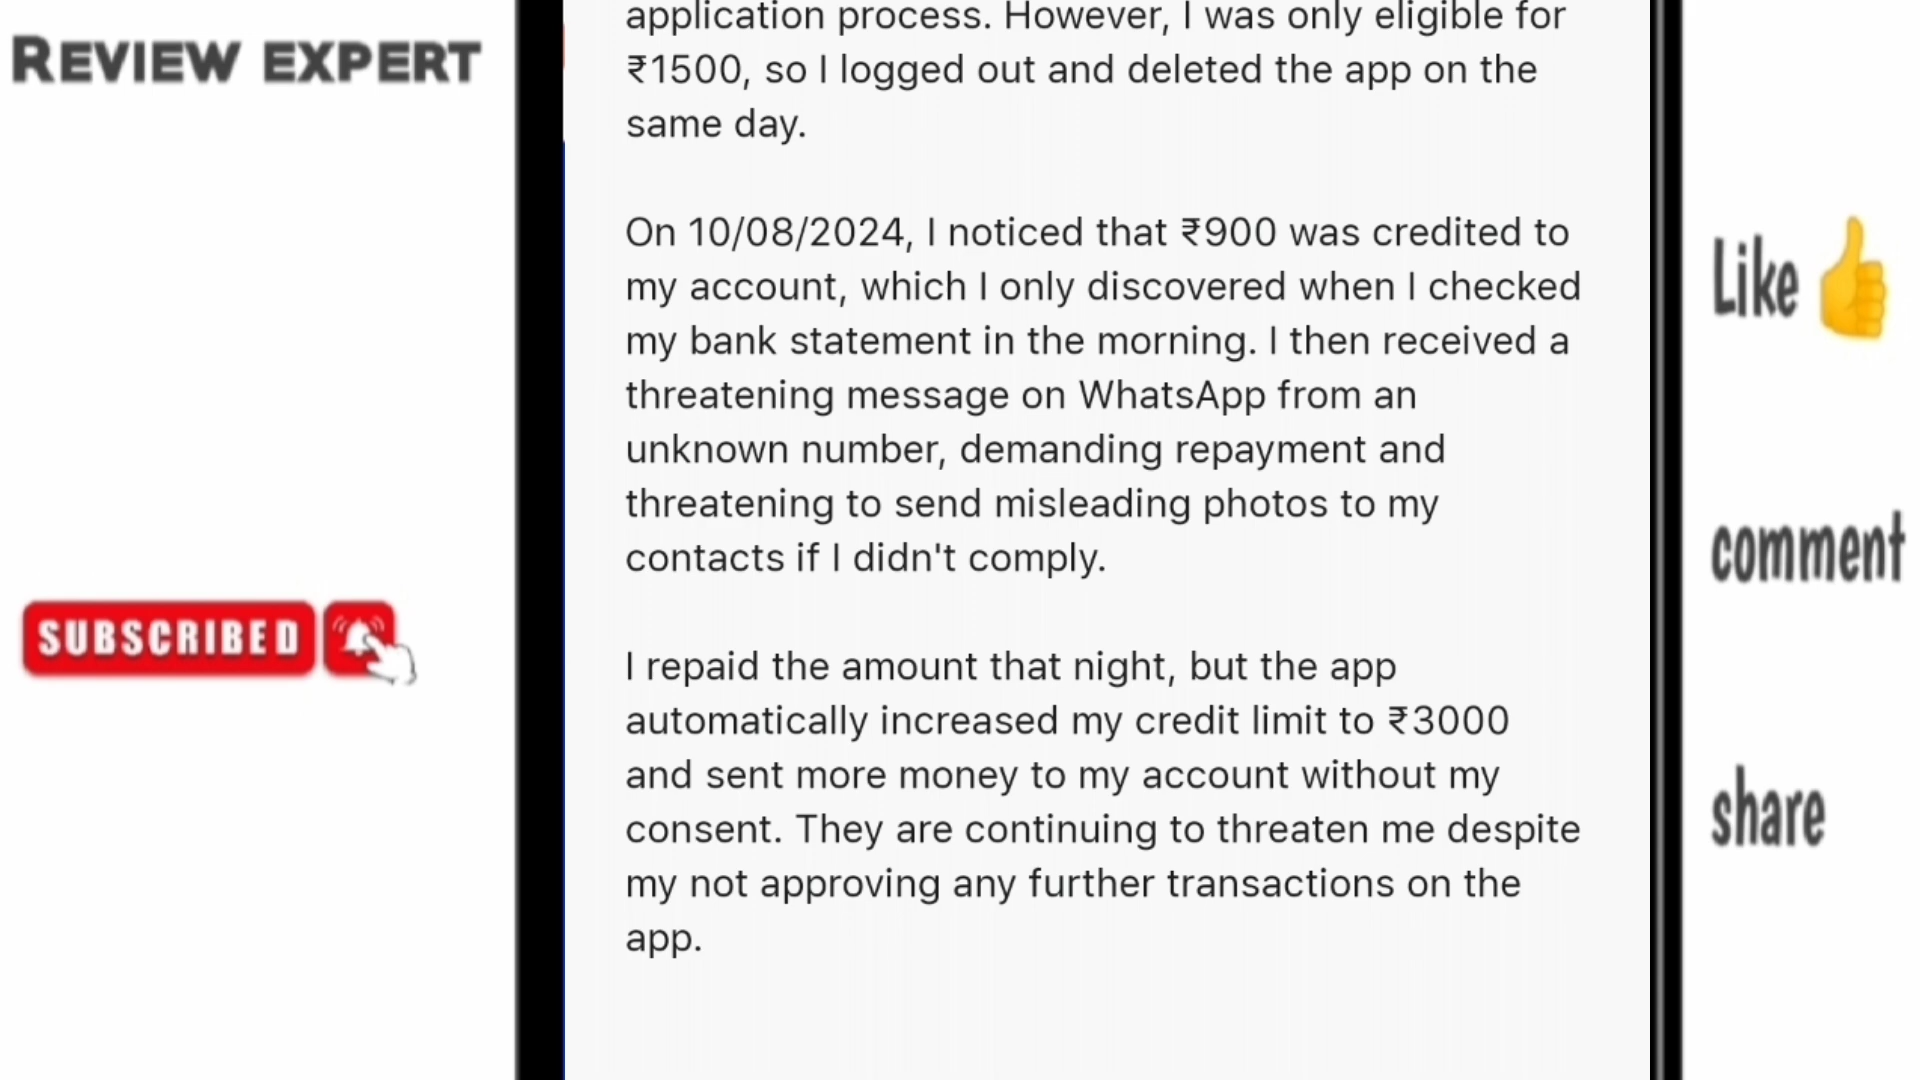 REVIEW EXPERT
application process. However, I was only eligible for
₹1500, so I logged out and deleted the app on the
same day.
On 10/08/2024, I noticed that ₹900 was credited to
my account, which I only discovered when I checked
my bank statement in the morning. I then received a
threatening message on WhatsApp from an
unknown number, demanding repayment and
threatening to send misleading photos to my
contacts if I didn't comply.
I repaid the amount that night, but the app
automatically increased my credit limit to ₹3000
and sent more money to my account without my
consent. They are continuing to threaten me despite
my not approving any further transactions on the
app.
SUBSCRIBED
Like
comment
share